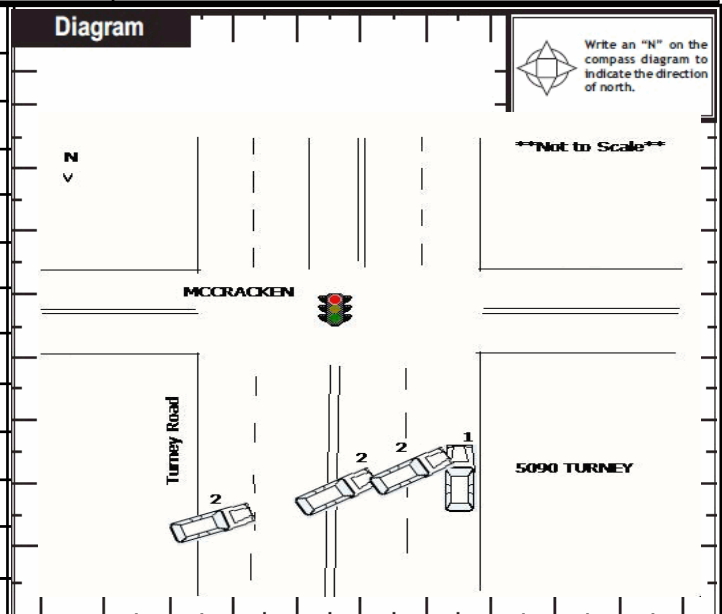 Diagram
Write an "N" on the
compass diagram to
indicate the direction
of north.
N
**Not to Scale**
MCCRACKEN
Turney Road
1
2
2
5090 TURNEY
2